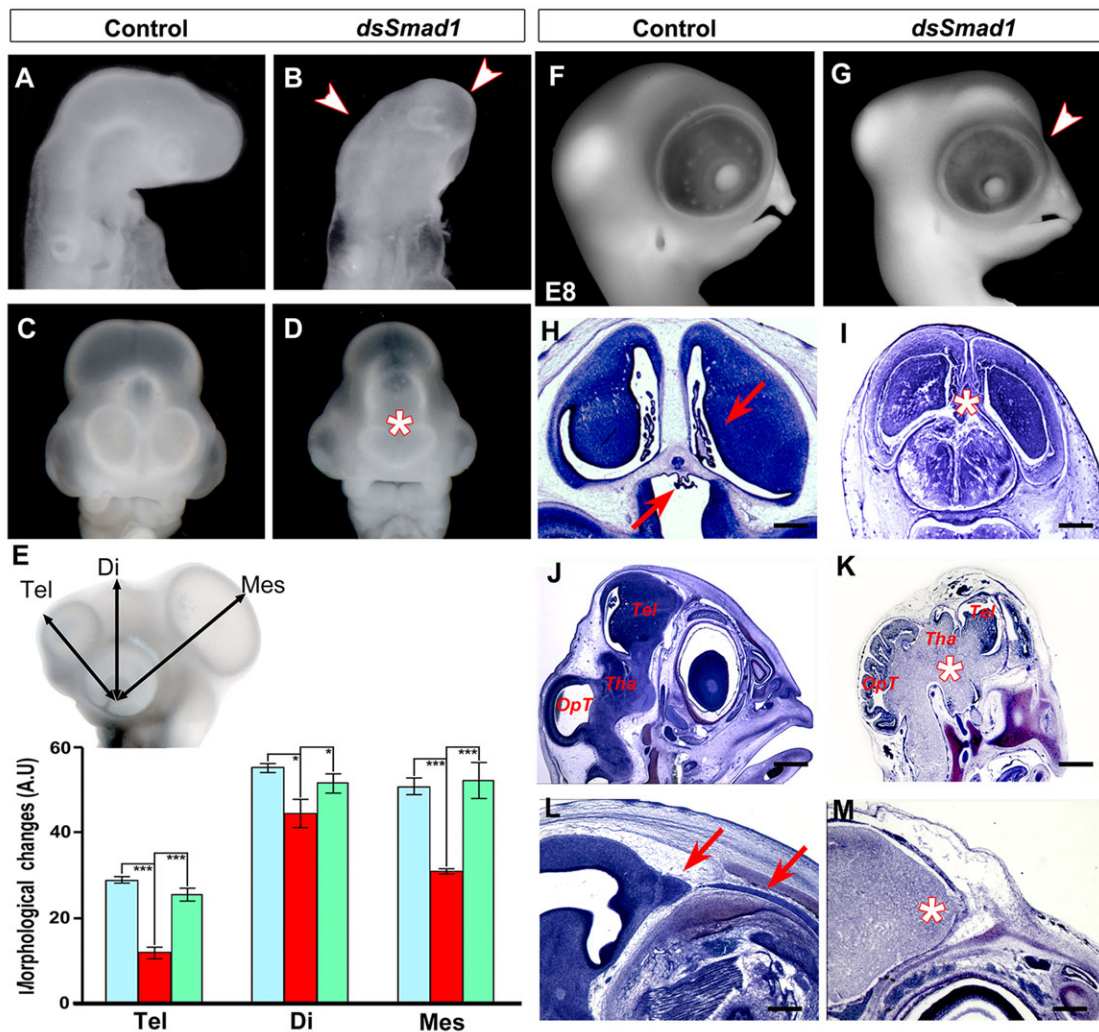 Control dsSmad1 Control dsSmad1
A B F G
E8
C D H I
E
Tel Di Mes
J K
Tel Tha OpT
Tel Tha OpT
L M
Morphological changes (A.U)
60
40
20
0
*** *** * * *** ***
Tel Di Mes